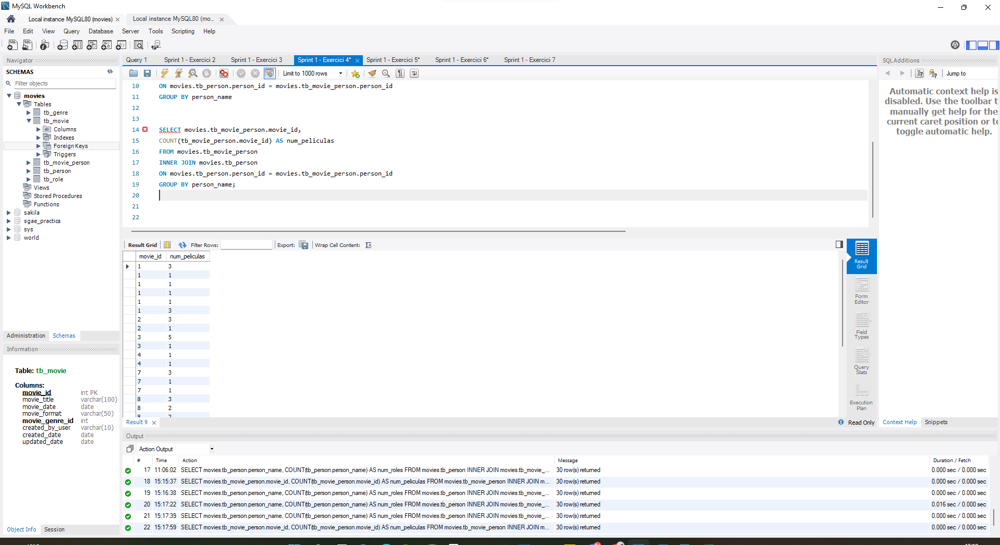 MySQL Workbench
Local instance MySQL80 (movies)
Local instance MySQL80 (mo...
File Edit View Query Database Server Tools Scripting Help
Navigator
SCHEMAS
Filter objects
movies
Tables
tb_genre
tb_movie
Columns
Indexes
Foreign Keys
Triggers
tb_movie_person
tb_person
tb_role
Views
Stored Procedures
Functions
sakila
sgae_practica
sys
world
Administration Schemas
Information
Table: tb_movie
Columns:
movie_id int PK
movie_title varchar(100)
movie_date date
movie_format varchar(50)
movie_genre_id int
created_by_user varchar(10)
created_date date
updated_date date
Object Info Session
Query 1 Sprint 1 - Exercici 2 Sprint 1 - Exercici 3 Sprint 1 - Exercici 4* Sprint 1 - Exercici 5* Sprint 1 - Exercici 6* Sprint 1 - Exercici 7
Limit to 1000 rows
10 ON movies.tb_person.person_id = movies.tb_movie_person.person_id
11 GROUP BY person_name
12
13
14 SELECT movies.tb_movie_person.movie_id,
15 COUNT(tb_movie_person.movie_id) AS num_peliculas
16 FROM movies.tb_movie_person
17 INNER JOIN movies.tb_person
18 ON movies.tb_person.person_id = movies.tb_movie_person.person_id
19 GROUP BY person_name;
20
21
22
Result Grid Filter Rows: Export: Wrap Cell Content:
movie_id num_peliculas
1 3
1 1
1 1
1 1
1 1
1 3
2 3
2 1
3 5
3 1
4 1
4 1
7 3
7 1
7 1
8 3
8 2
8 2
Result Grid
Form Editor
Field Types
Query Stats
Execution Plan
Result 9
Read Only
SQLAdditions
Jump to
Automatic context help is
disabled. Use the toolbar t
manually get help for the
current caret position or to
toggle automatic help.
Context Help Snippets
Output
Action Output
# Time Action Message Duration / Fetch
17 11:06:02 SELECT movies.tb_person.person_name, COUNT(tb_person.person_name) AS num_roles FROM movies.tb_person INNER JOIN movies.tb_movie_... 30 row(s) returned 0.000 sec / 0.000 sec
18 15:15:37 SELECT movies.tb_movie_person.movie_id, COUNT(tb_movie_person.movie_id) AS num_peliculas FROM movies.tb_movie_person INNER JOIN m... 30 row(s) returned 0.000 sec / 0.000 sec
19 15:16:38 SELECT movies.tb_person.person_name, COUNT(tb_person.person_name) AS num_roles FROM movies.tb_person INNER JOIN movies.tb_movie_... 30 row(s) returned 0.000 sec / 0.000 sec
20 15:17:22 SELECT movies.tb_person.person_name, COUNT(tb_person.person_name) AS num_roles FROM movies.tb_person INNER JOIN movies.tb_movie_... 30 row(s) returned 0.016 sec / 0.000 sec
21 15:17:39 SELECT movies.tb_person.person_name, COUNT(tb_person.person_name) AS num_roles FROM movies.tb_person INNER JOIN movies.tb_movie_... 30 row(s) returned 0.000 sec / 0.000 sec
22 15:17:59 SELECT movies.tb_movie_person.movie_id, COUNT(tb_movie_person.movie_id) AS num_peliculas FROM movies.tb_movie_person INNER JOIN m... 30 row(s) returned 0.000 sec / 0.000 sec